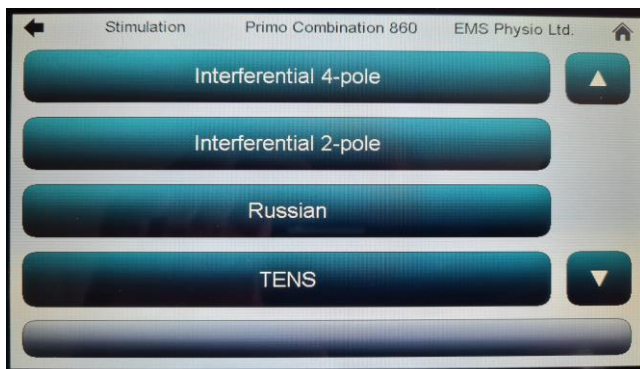 Stimulation Primo Combination 860 EMS Physio Ltd.
Interferential 4-pole
Interferential 2-pole
Russian
TENS